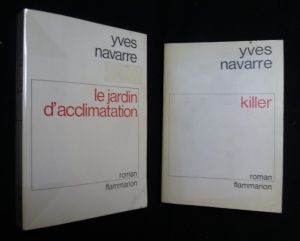 yves
navarre
le jardin
d'acclimatation
roman
flammarion
yves
navarre
killer
roman
flammarion